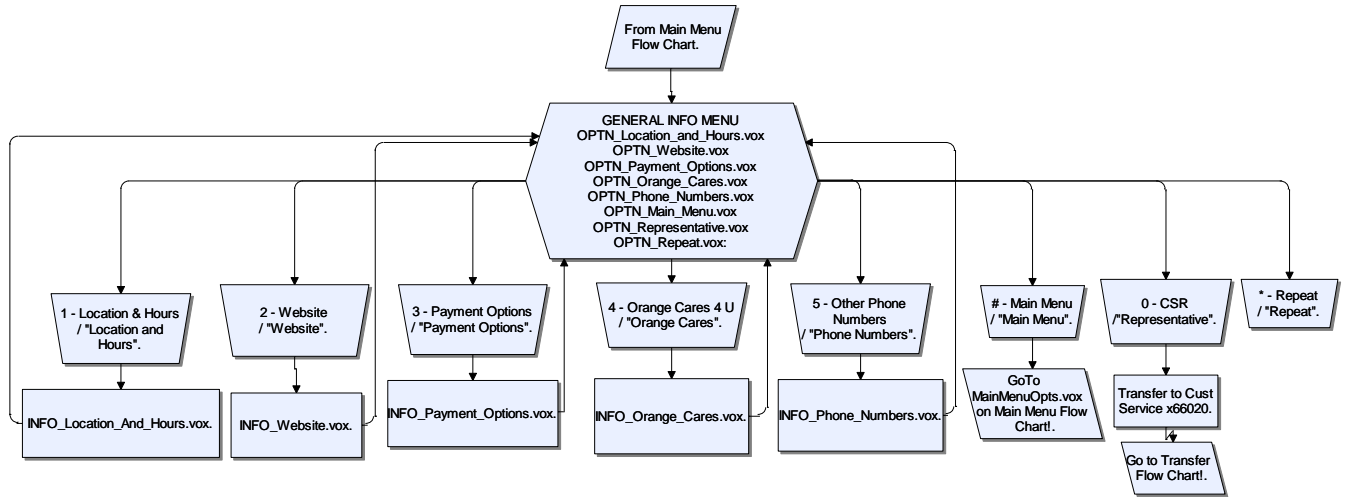 From Main Menu
Flow Chart.
GENERAL INFO MENU
OPTN_Location_and_Hours.vox
OPTN_Website.vox
OPTN_Payment_Options.vox
OPTN_Orange_Cares.vox
OPTN_Phone_Numbers.vox
OPTN_Main_Menu.vox
OPTN_Representative.vox
OPTN_Repeat.vox:
1 - Location & Hours
/ "Location and
Hours".
2 - Website
/ "Website".
3 - Payment Options
/ "Payment Options".
4 - Orange Cares 4 U
/ "Orange Cares".
5 - Other Phone
Numbers
/ "Phone Numbers".
# - Main Menu
/ "Main Menu".
0 - CSR
/"Representative".
* - Repeat
/ "Repeat".
INFO_Location_And_Hours.vox.
INFO_Website.vox.
INFO_Payment_Options.vox.
INFO_Orange_Cares.vox.
INFO_Phone_Numbers.vox.
GoTo
MainMenuOpts.vox
on Main Menu Flow
Chart!.
Transfer to Cust
Service x66020.
Go to Transfer
Flow Chart!.